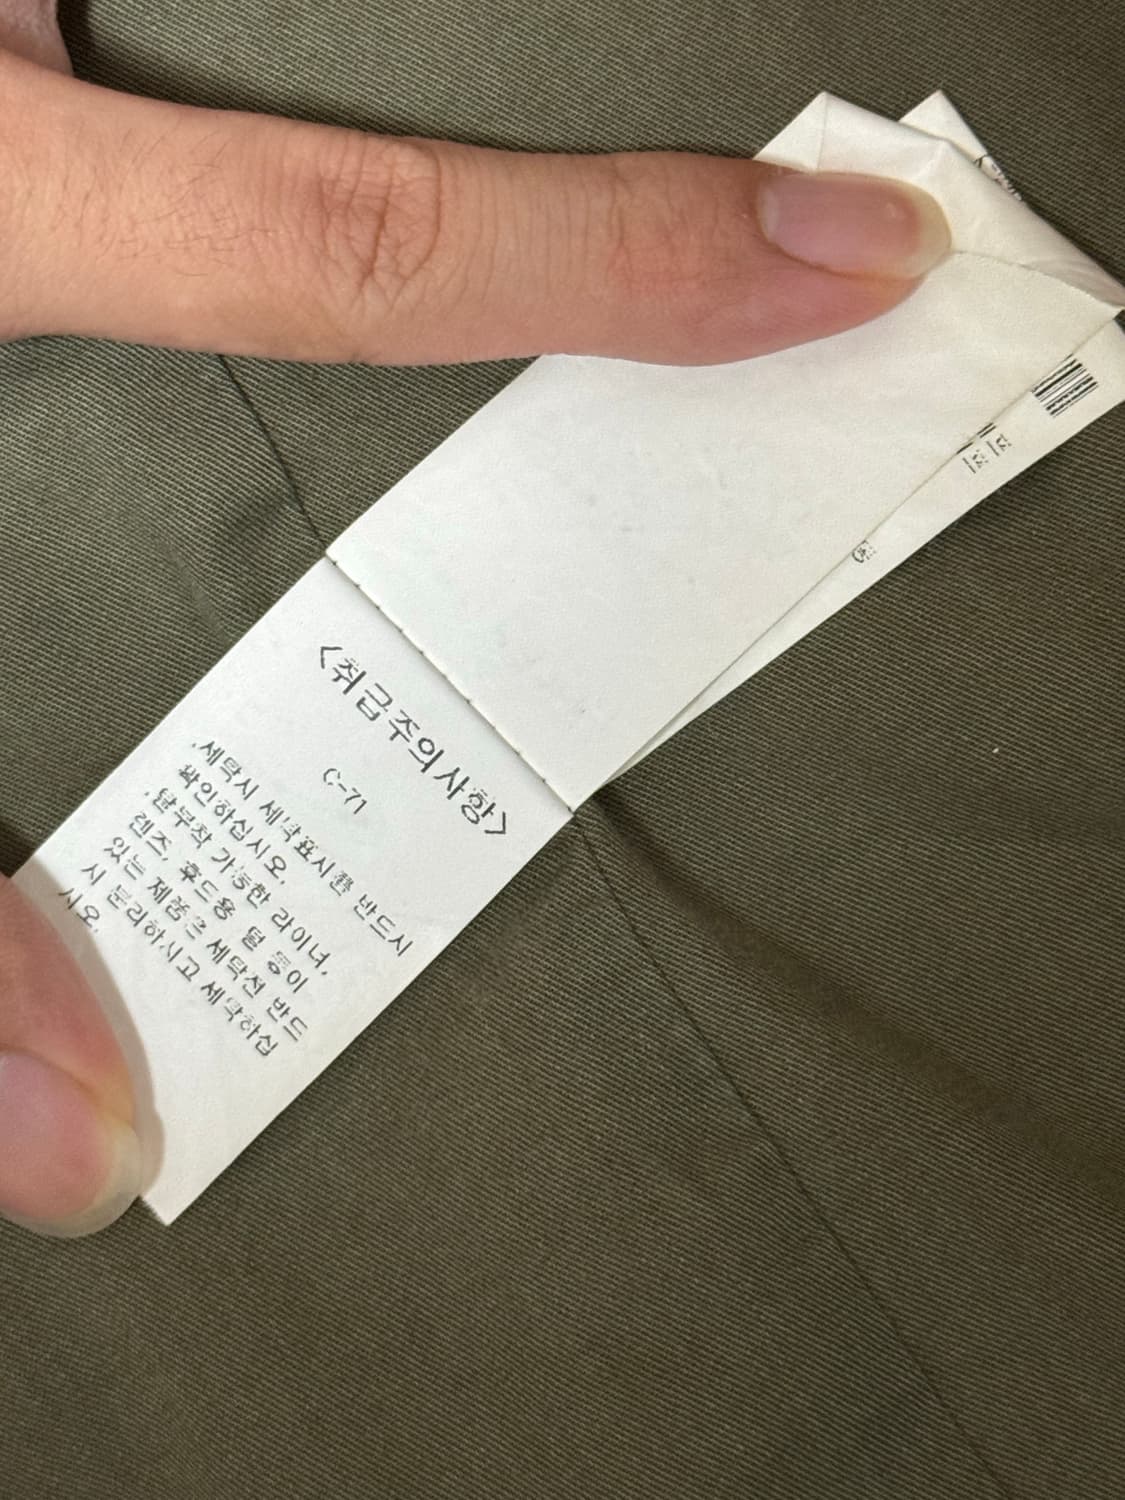 <취급주의사항>
C-71
.세탁시 세탁표시를 반드시
확인하십시오.
.탈부착 가능한 라이너,
렌즈, 후드용 털 등이
있는 제품은 세탁전 반드
시 분리하시고 세탁하십
시오.